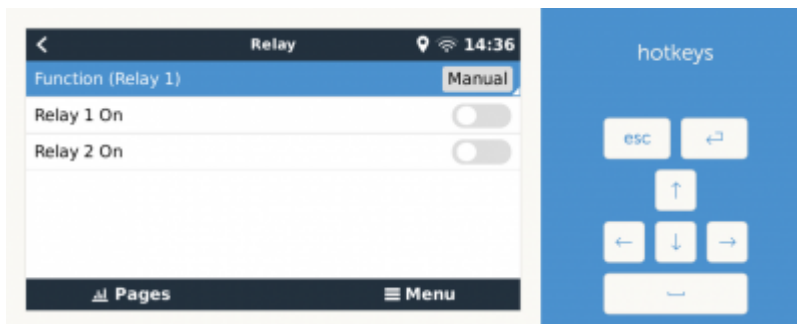 Relay 14:36
Function (Relay 1) Manual
Relay 1 On
Relay 2 On
Pages Menu
hotkeys
esc